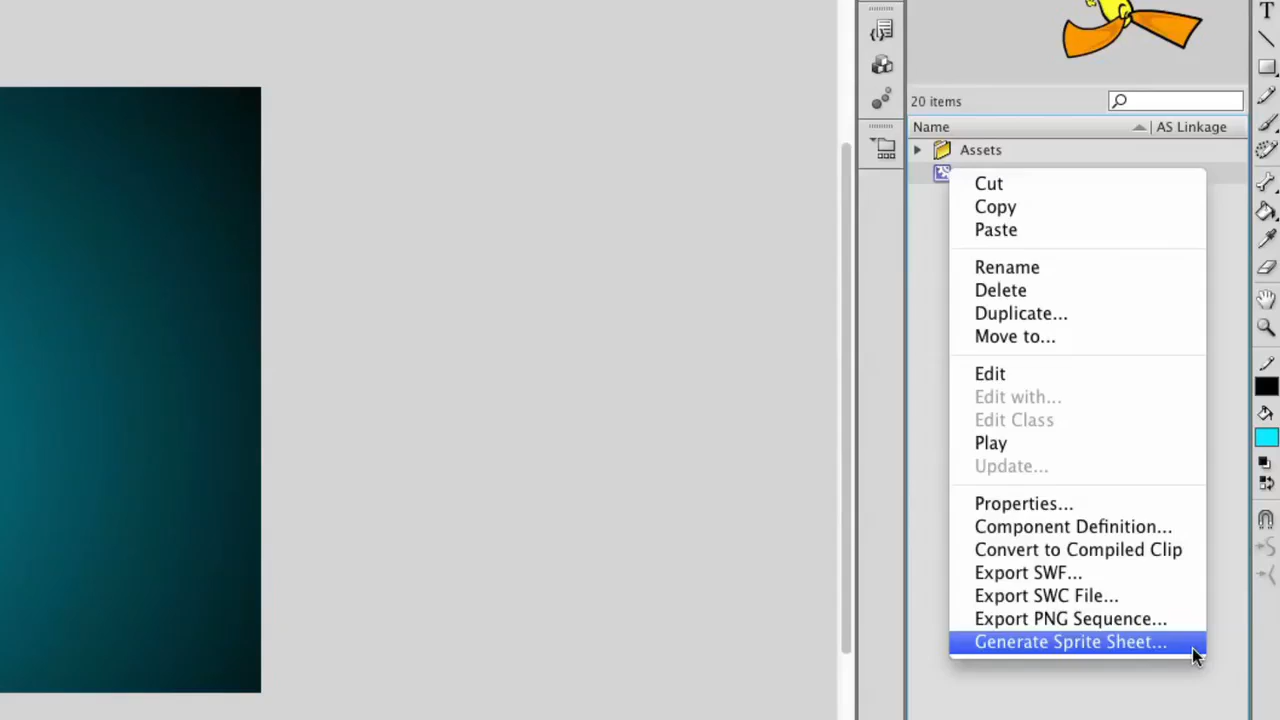 20 items
Name AS Linkage
Assets
Cut
Copy
Paste
Rename
Delete
Duplicate...
Move to...
Edit
Edit with...
Edit Class
Play
Update...
Properties...
Component Definition...
Convert to Compiled Clip
Export SWF...
Export SWC File...
Export PNG Sequence...
Generate Sprite Sheet...